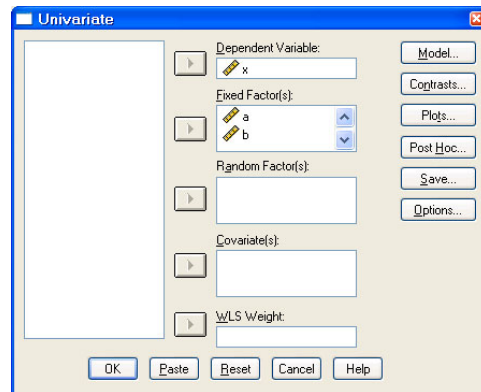 Univariate
Dependent Variable:
x
Fixed Factor(s):
a
b
Random Factor(s):
Covariate(s):
WLS Weight:
Model...
Contrasts...
Plots...
Post Hoc...
Save...
Options...
OK
Paste
Reset
Cancel
Help